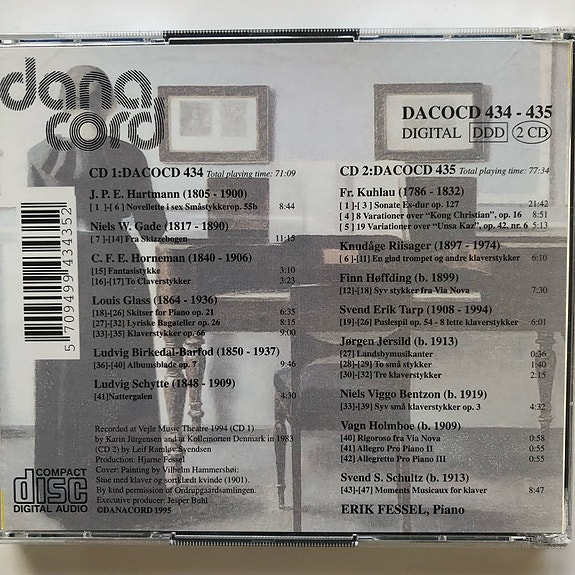 dana
cord
DACOCD 434 - 435
DIGITAL DDD 2 CD
CD 1:DACOCD 434 Total playing time: 71:09
J. P. E. Hartmann (1805 - 1900)
[ 1 ]-[ 6 ] Novellette i sex Småstykkerop. 55b 8:44
Niels W. Gade (1817 - 1890)
[7 ]-[14] Fra Skizzebogen 11:15
C. F. E. Horneman (1840 - 1906)
[15] Fantasistykke 3:10
[16]-[17] To Claverstykker 3:23
Louis Glass (1864 - 1936)
[18]-[26] Skitser for Piano op. 21 6:35
[27]-[32] Lyriske Bagateller op. 26 8:15
[33]-[35] Klaverstykker op. 66 9:00
Ludvig Birkedal-Barfod (1850 - 1937)
[36]-[40] Albumsblade op. 7 9:46
Ludvig Schytte (1848 - 1909)
[41]Nattergalen 4:30
Recorded at Vejle Music Theatre 1994 (CD 1)
by Karin Jürgensen and at Køllemorten Denmark in 1983
(CD 2) by Leif Ramløv Svendsen
Production: Hjarne Fessel
Cover: Painting by Vilhelm Hammershøi:
Stue med klaver og sortklædt kvinde (1901).
By kind permission of Ordrupgaardsamlingen.
Executive producer: Jesper Buhl
©DANACORD 1995
CD 2:DACOCD 435 Total playing time: 77:34
Fr. Kuhlau (1786 - 1832)
[ 1 ]-[ 3 ] Sonate Es-dur op. 127 21:42
[ 4 ] 8 Variationer over "Kong Christian", op. 16 8:51
[ 5 ] 19 Variationer over "Unsa Kaz", op. 42, nr. 6 5:13
Knudåge Riisager (1897 - 1974)
[ 6 ]-[11] En glad trompet og andre klaverstykker 6:10
Finn Høffding (b. 1899)
[12]-[18] Syv stykker fra Via Nova 7:30
Svend Erik Tarp (1908 - 1994)
[19]-[26] Puslespil op. 54 - 8 lette klaverstykker 6:01
Jørgen Jersild (b. 1913)
[27] Landsbymusikanter 0:36
[28]-[29] To små stykker 1:40
[30]-[32] Tre klaverstykker 2:15
Niels Viggo Bentzon (b. 1919)
[33]-[39] Syv små klaverstykker op. 3 4:32
Vagn Holmboe (b. 1909)
[40] Rigoroso fra Via Nova 0:58
[41] Allegro Pro Piano II 0:55
[42] Allegretto Pro Piano III 0:55
Svend S. Schultz (b. 1913)
[43]-[47] Moments Musicaux for klaver 8:47
ERIK FESSEL, Piano
5 709499 434352
COMPACT
disc
DIGITAL AUDIO